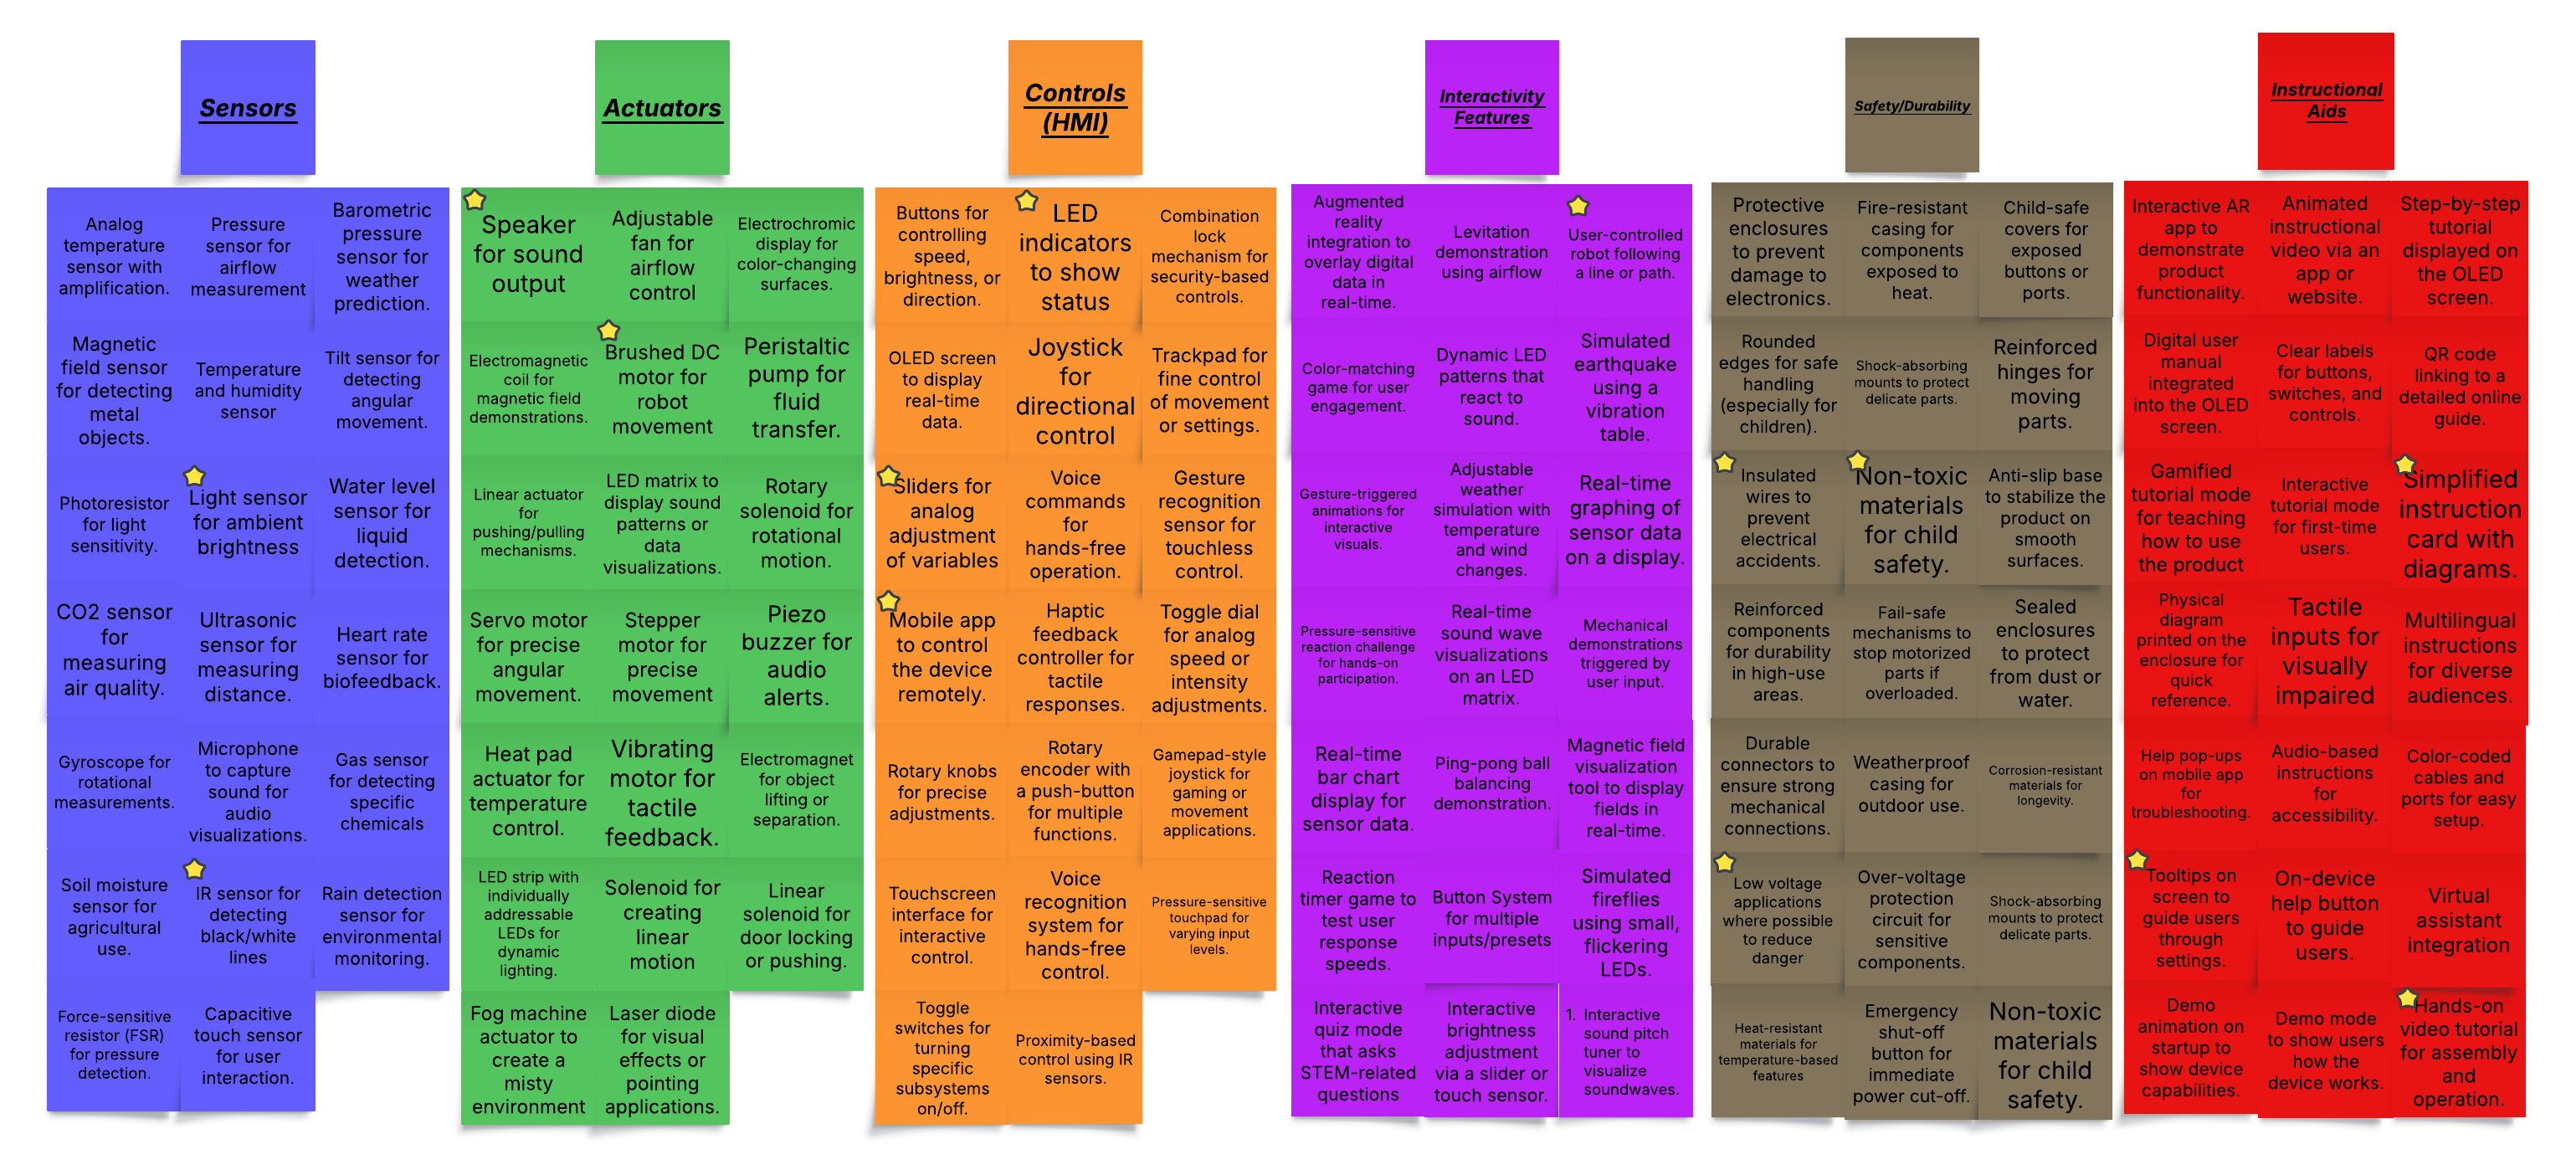 Sensors
Analog
temperature
sensor with
amplification.
Pressure
sensor for
airflow
measurement
Barometric
pressure
sensor for
weather
prediction.
Magnetic
field sensor
for detecting
metal
objects.
Temperature
and humidity
sensor
Tilt sensor for
detecting
angular
movement.
Photoresistor
for light
sensitivity.
Light sensor
for ambient
brightness
Water level
sensor for
liquid
detection.
CO2 sensor
for
measuring
air quality.
Ultrasonic
sensor for
measuring
distance.
Heart rate
sensor for
biofeedback.
Gyroscope for
rotational
measurements.
Microphone
to capture
sound for
audio
visualizations.
Gas sensor
for detecting
specific
chemicals
Soil moisture
sensor for
agricultural
use.
IR sensor for
detecting
black/white
lines
Rain detection
sensor for
environmental
monitoring.
Force-sensitive
resistor (FSR)
for pressure
detection.
Capacitive
touch sensor
for user
interaction.
Actuators
Speaker
for sound
output
Adjustable
fan for
airflow
control
Electrochromic
display for
color-changing
surfaces.
Electromagnetic
coil for
magnetic field
demonstrations.
Brushed DC
motor for
robot
movement
Peristaltic
pump for
fluid
transfer.
Linear actuator
for
pushing/pulling
mechanisms.
LED matrix to
display sound
patterns or
data
visualizations.
Rotary
solenoid for
rotational
motion.
Servo motor
for precise
angular
movement.
Stepper
motor for
precise
movement
Piezo
buzzer for
audio
alerts.
Heat pad
actuator for
temperature
control.
Vibrating
motor for
tactile
feedback.
Electromagnet
for object
lifting or
separation.
LED strip with
individually
addressable
LEDs for
dynamic
lighting.
Solenoid for
creating
linear
motion
Linear
solenoid for
door locking
or pushing.
Fog machine
actuator to
create a
misty
environment
Laser diode
for visual
effects or
pointing
applications.
Controls
(HMI)
Buttons for
controlling
speed,
brightness, or
direction.
LED
indicators
to show
status
Combination
lock
mechanism for
security-based
controls.
OLED screen
to display
real-time
data.
Joystick
for
directional
control
Trackpad for
fine control
of movement
or settings.
Sliders for
analog
adjustment
of variables
Voice
commands
for
hands-free
operation.
Gesture
recognition
sensor for
touchless
control.
Mobile app
to control
the device
remotely.
Haptic
feedback
controller for
tactile
responses.
Toggle dial
for analog
speed or
intensity
adjustments.
Rotary knobs
for precise
adjustments.
Rotary
encoder with
a push-button
for multiple
functions.
Gamepad-style
joystick for
gaming or
movement
applications.
Touchscreen
interface for
interactive
control.
Voice
recognition
system for
hands-free
control.
Pressure-sensitive
touchpad for
varying input
levels.
Toggle
switches for
turning
specific
subsystems
on/off.
Proximity-based
control using IR
sensors.
Interactivity
Features
Augmented
reality
integration to
overlay digital
data in
real-time.
Levitation
demonstration
using airflow
User-controlled
robot following
a line or path.
Color-matching
game for user
engagement.
Dynamic LED
patterns that
react to
sound.
Simulated
earthquake
using a
vibration
table.
Gesture-triggered
animations for
interactive
visuals.
Adjustable
weather
simulation with
temperature
and wind
changes.
Real-time
graphing of
sensor data
on a display.
Pressure-sensitive
reaction challenge
for hands-on
participation.
Real-time
sound wave
visualizations
on an LED
matrix.
Mechanical
demonstrations
triggered by
user input.
Real-time
bar chart
display for
sensor data.
Ping-pong ball
balancing
demonstration.
Magnetic field
visualization
tool to display
fields in
real-time.
Reaction
timer game to
test user
response
speeds.
Button System
for multiple
inputs/presets
Simulated
fireflies
using small,
flickering
LEDs.
Interactive
quiz mode
that asks
STEM-related
questions
Interactive
brightness
adjustment
via a slider or
touch sensor.
1. Interactive
sound pitch
tuner to
visualize
soundwaves.
Safety/Durability
Protective
enclosures
to prevent
damage to
electronics.
Fire-resistant
casing for
components
exposed to
heat.
Child-safe
covers for
exposed
buttons or
ports.
Rounded
edges for safe
handling
(especially for
children).
Shock-absorbing
mounts to protect
delicate parts.
Reinforced
hinges for
moving
parts.
Insulated
wires to
prevent
electrical
accidents.
Non-toxic
materials
for child
safety.
Anti-slip base
to stabilize the
product on
smooth
surfaces.
Reinforced
components
for durability
in high-use
areas.
Fail-safe
mechanisms to
stop motorized
parts if
overloaded.
Sealed
enclosures
to protect
from dust or
water.
Durable
connectors to
ensure strong
mechanical
connections.
Weatherproof
casing for
outdoor use.
Corrosion-resistant
materials for
longevity.
Low voltage
applications
where possible
to reduce
danger
Over-voltage
protection
circuit for
sensitive
components.
Shock-absorbing
mounts to protect
delicate parts.
Heat-resistant
materials for
temperature-based
features
Emergency
shut-off
button for
immediate
power cut-off.
Non-toxic
materials
for child
safety.
Instructional
Aids
Interactive AR
app to
demonstrate
product
functionality.
Animated
instructional
video via an
app or
website.
Step-by-step
tutorial
displayed on
the OLED
screen.
Digital user
manual
integrated
into the OLED
screen.
Clear labels
for buttons,
switches, and
controls.
QR code
linking to a
detailed online
guide.
Gamified
tutorial mode
for teaching
how to use
the product
Interactive
tutorial mode
for first-time
users.
Simplified
instruction
card with
diagrams.
Physical
diagram
printed on the
enclosure for
quick
reference.
Tactile
inputs for
visually
impaired
Multilingual
instructions
for diverse
audiences.
Help pop-ups
on mobile app
for
troubleshooting.
Audio-based
instructions
for
accessibility.
Color-coded
cables and
ports for easy
setup.
Tooltips on
screen to
guide users
through
settings.
On-device
help button
to guide
users.
Virtual
assistant
integration
Demo
animation on
startup to
show device
capabilities.
Demo mode
to show users
how the
device works.
Hands-on
video tutorial
for assembly
and
operation.